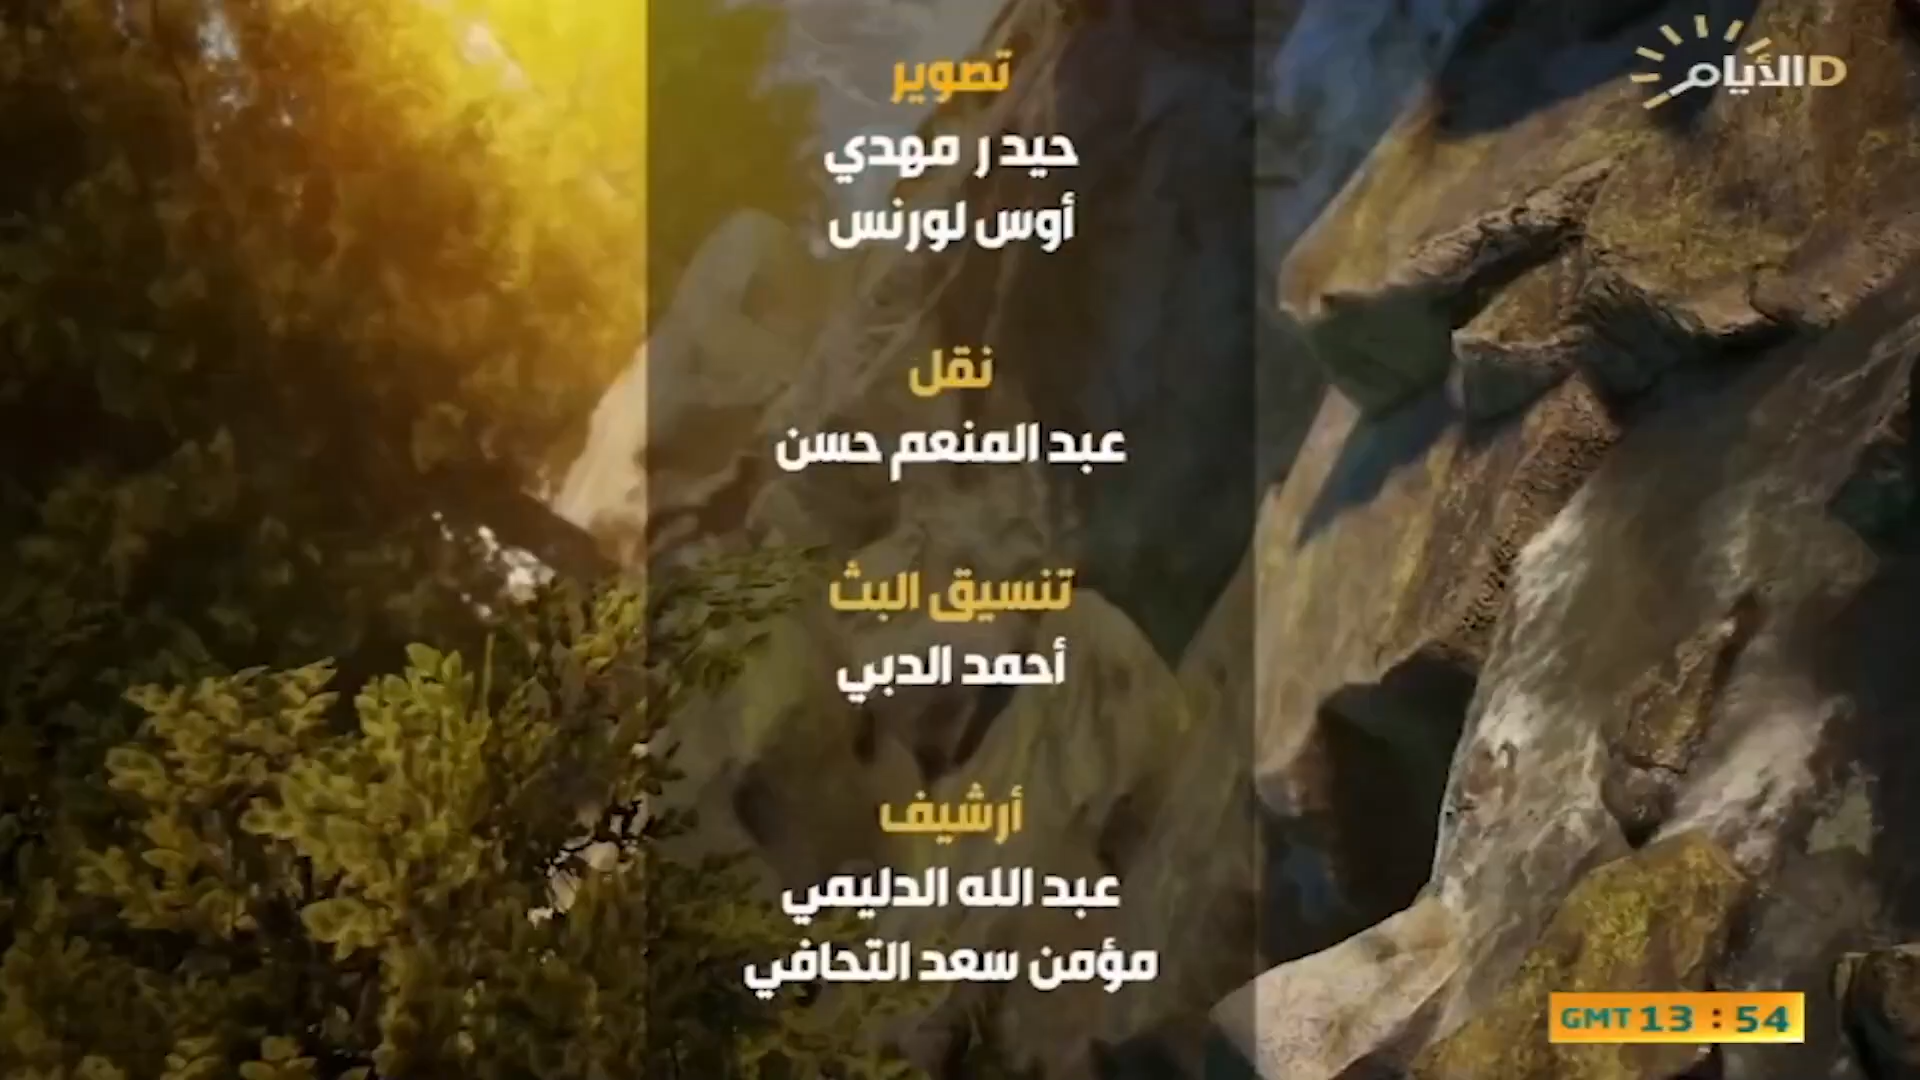 الأيام D
تصوير
حيدر مهدي
أوس لورنس
نقل
عبد المنعم حسن
تنسيق البث
أحمد الدبي
أرشيف
عبد الله الدليمي
مؤمن سعد التحافي
GMT 13 : 54